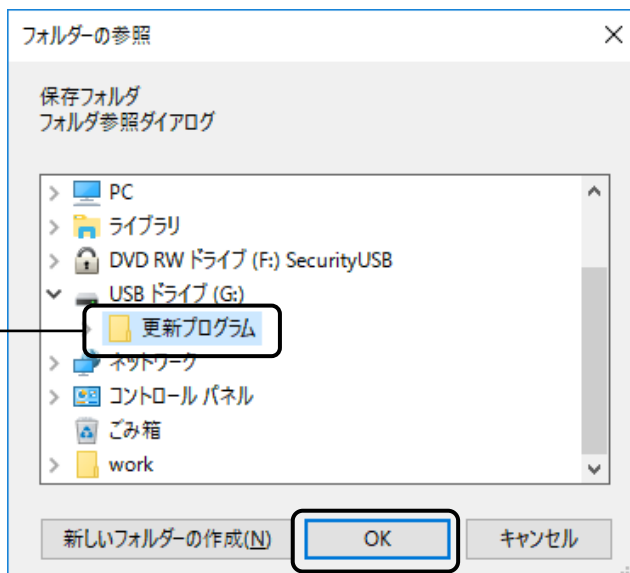 フォルダーの参照
保存フォルダ
フォルダ参照ダイアログ
PC
ライブラリ
DVD RW ドライブ (F:) SecurityUSB
USB ドライブ (G:)
更新プログラム
ネットワーク
コントロール パネル
ごみ箱
work
新しいフォルダーの作成(N) OK キャンセル